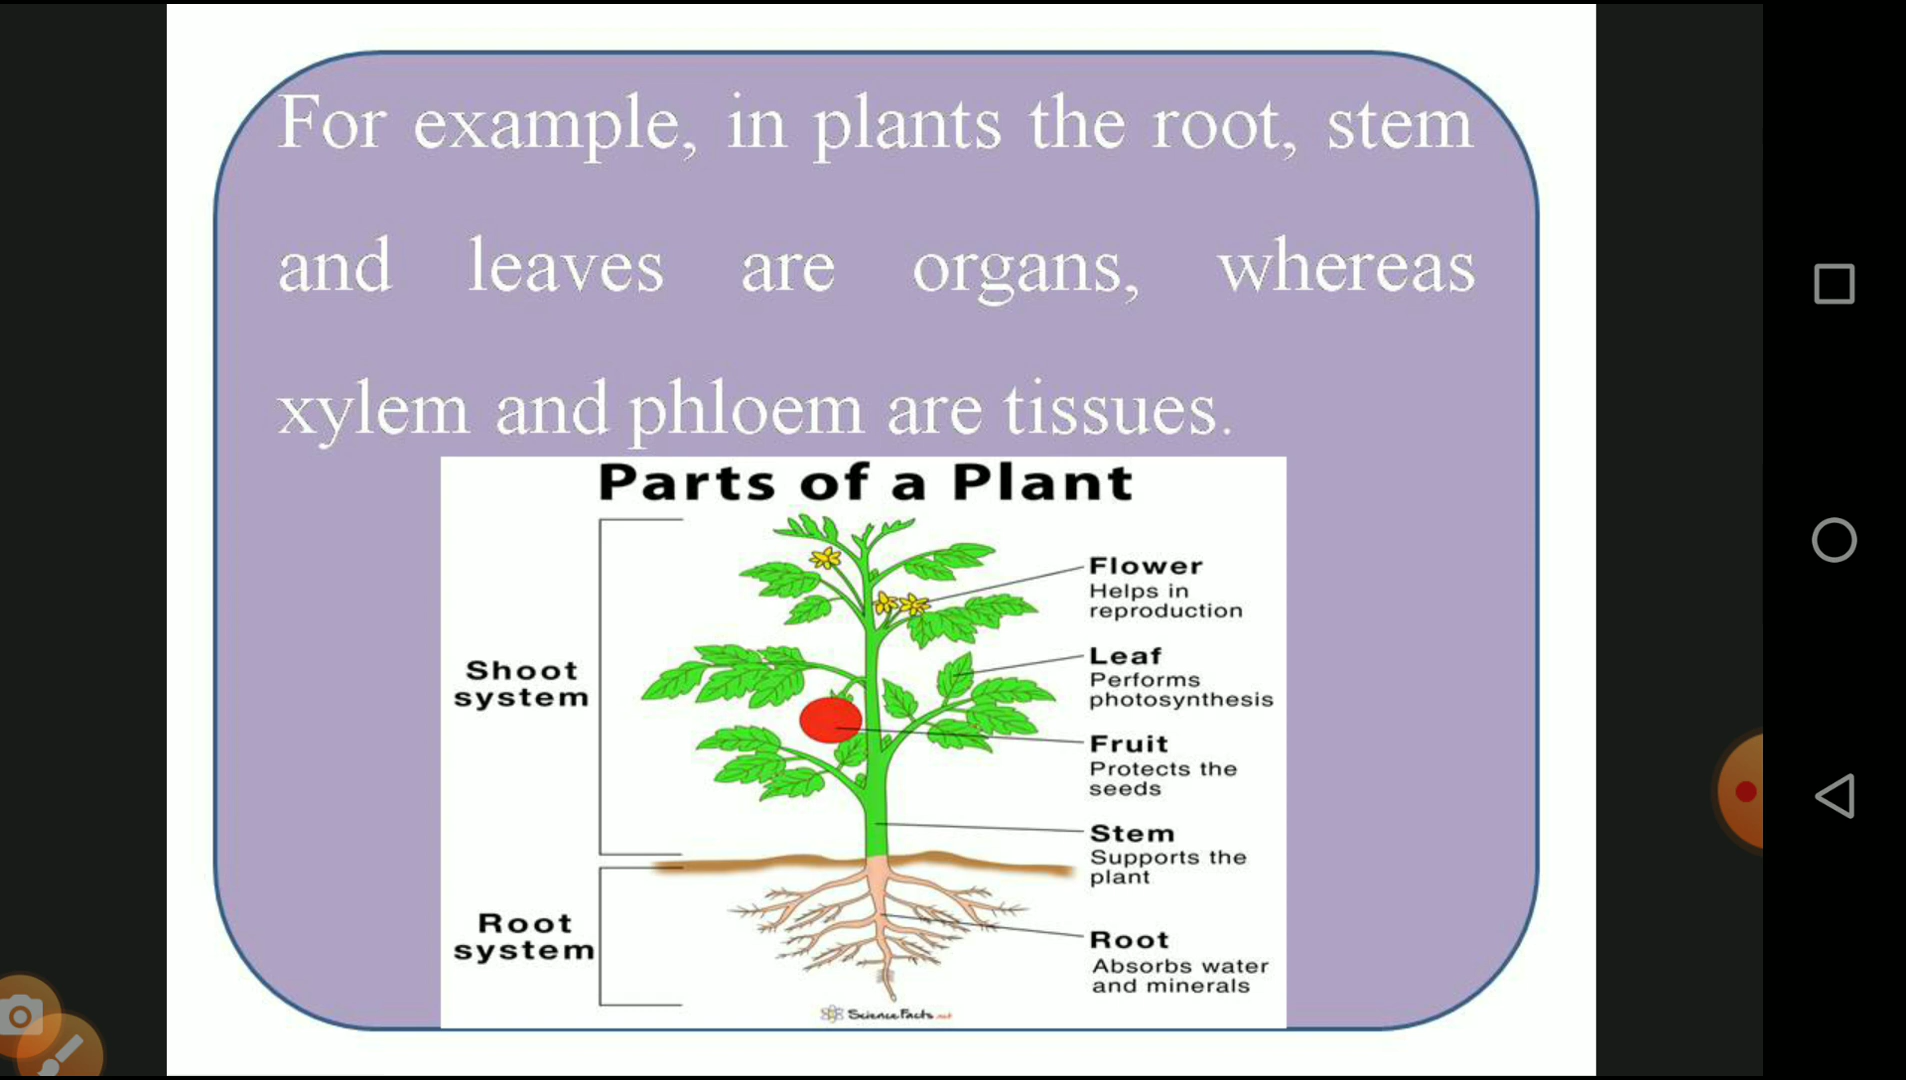 For example, in plants the root, stem
and leaves are organs, whereas
xylem and phloem are tissues.
Parts of a Plant
Shoot
system
Flower
Helps in
reproduction
Leaf
Performs
photosynthesis
Fruit
Protects the
seeds
Stem
Supports the
plant
Root
system
Root
Absorbs water
and minerals
ScienceFacts.net